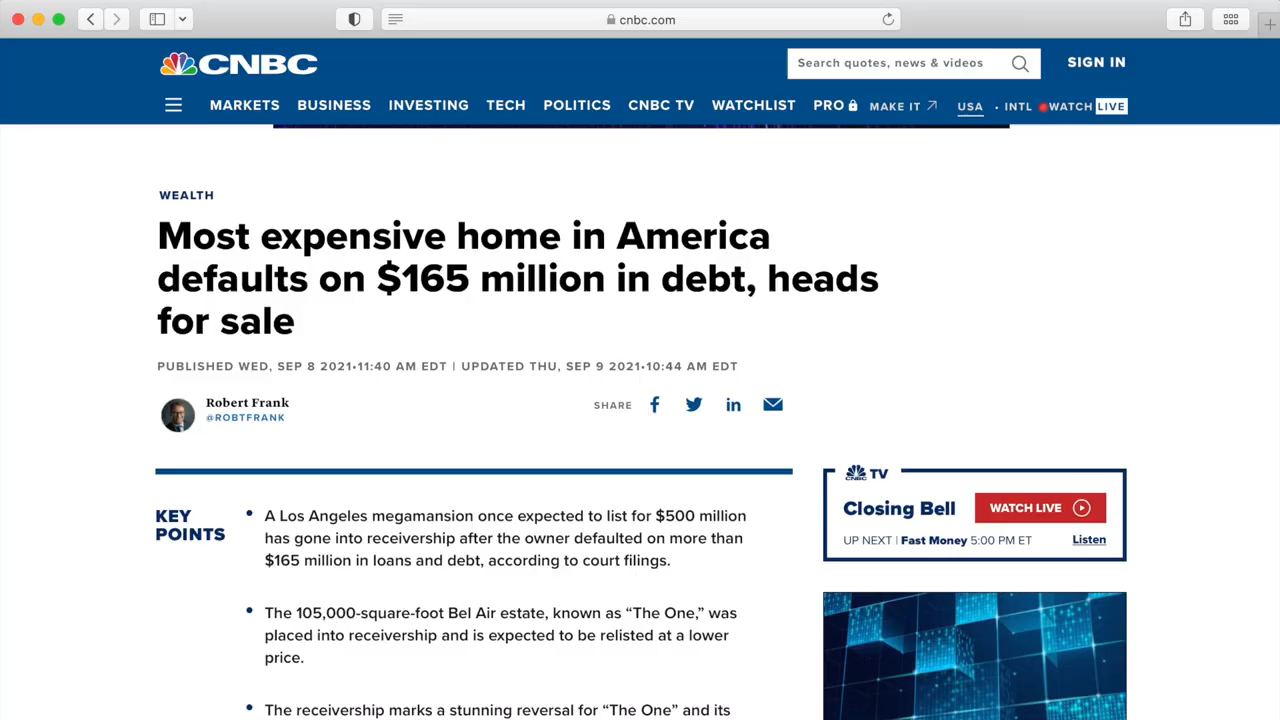 cnbc.com
CNBC
Search quotes, news & videos
SIGN IN
MARKETS BUSINESS INVESTING TECH POLITICS CNBC TV WATCHLIST PRO MAKE IT USA • INTL WATCH LIVE
WEALTH
Most expensive home in America
defaults on $165 million in debt, heads
for sale
PUBLISHED WED, SEP 8 2021•11:40 AM EDT | UPDATED THU, SEP 9 2021•10:44 AM EDT
Robert Frank
@ROBTFRANK
SHARE
KEY
POINTS
• A Los Angeles megamansion once expected to list for $500 million
has gone into receivership after the owner defaulted on more than
$165 million in loans and debt, according to court filings.
• The 105,000-square-foot Bel Air estate, known as “The One,” was
placed into receivership and is expected to be relisted at a lower
price.
• The receivership marks a stunning reversal for “The One” and its
CNBC TV
Closing Bell
WATCH LIVE
UP NEXT | Fast Money 5:00 PM ET
Listen